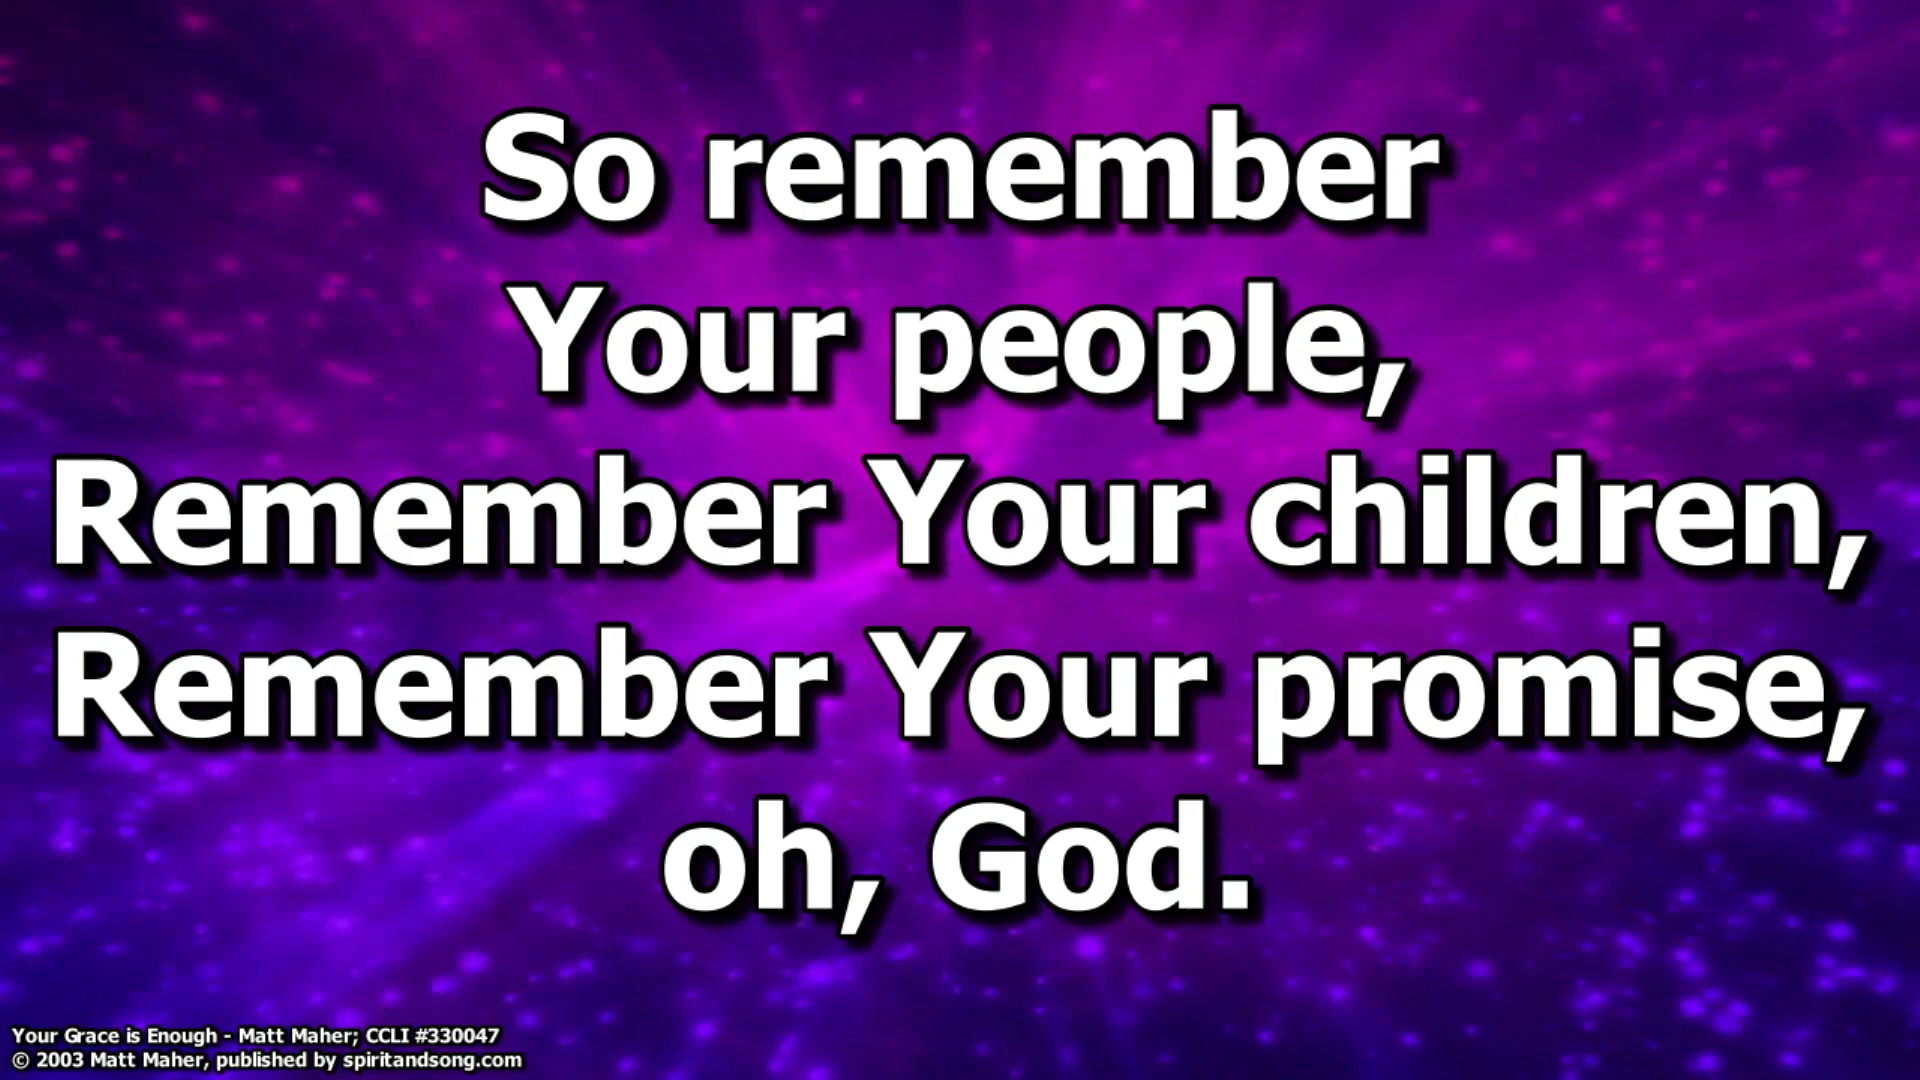 So remember
Your people,
Remember Your children,
Remember Your promise,
oh, God.
Your Grace is Enough - Matt Maher; CCLI #330047
© 2003 Matt Maher, published by spiritandsong.com